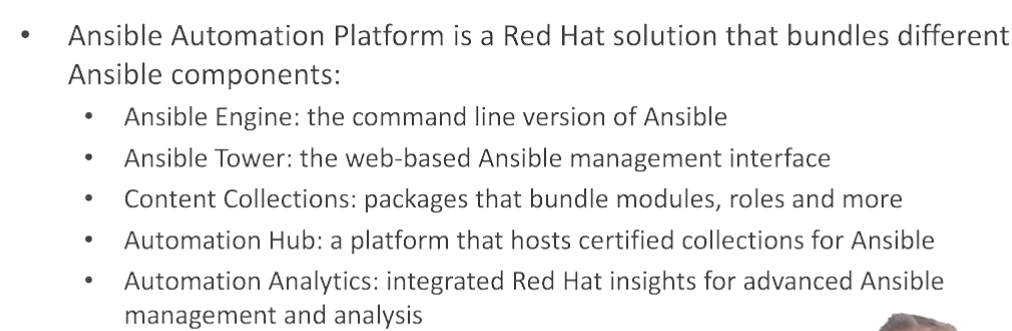 • Ansible Automation Platform is a Red Hat solution that bundles different
Ansible components:
• Ansible Engine: the command line version of Ansible
• Ansible Tower: the web-based Ansible management interface
• Content Collections: packages that bundle modules, roles and more
• Automation Hub: a platform that hosts certified collections for Ansible
• Automation Analytics: integrated Red Hat insights for advanced Ansible
management and analysis